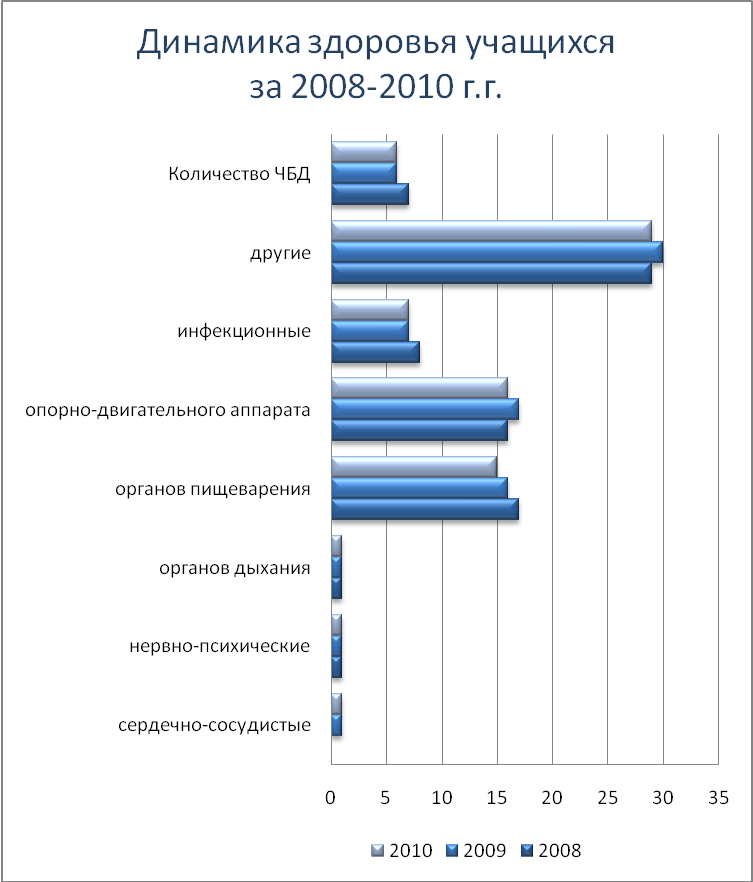 Динамика здоровья учащихся
за 2008-2010 г.г.
Количество ЧБД
другие
инфекционные
опорно-двигательного аппарата
органов пищеварения
органов дыхания
нервно-психические
сердечно-сосудистые
0 5 10 15 20 25 30 35
2010 2009 2008